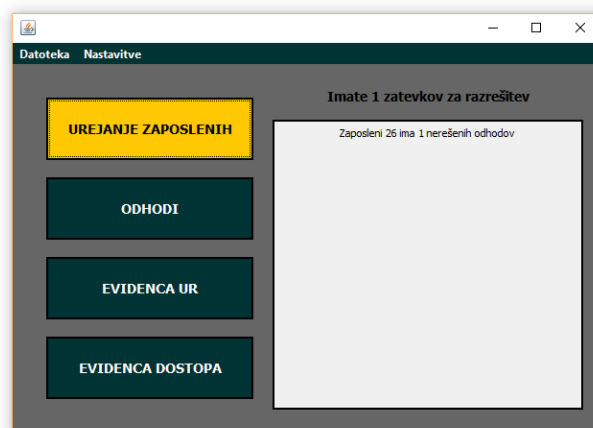 Datoteka Nastavitve
UREJANJE ZAPOSLENIH
ODHODI
EVIDENCA UR
EVIDENCA DOSTOPA
Imate 1 zatevkov za razrešitev
Zaposleni 26 ima 1 nerešenih odhodov